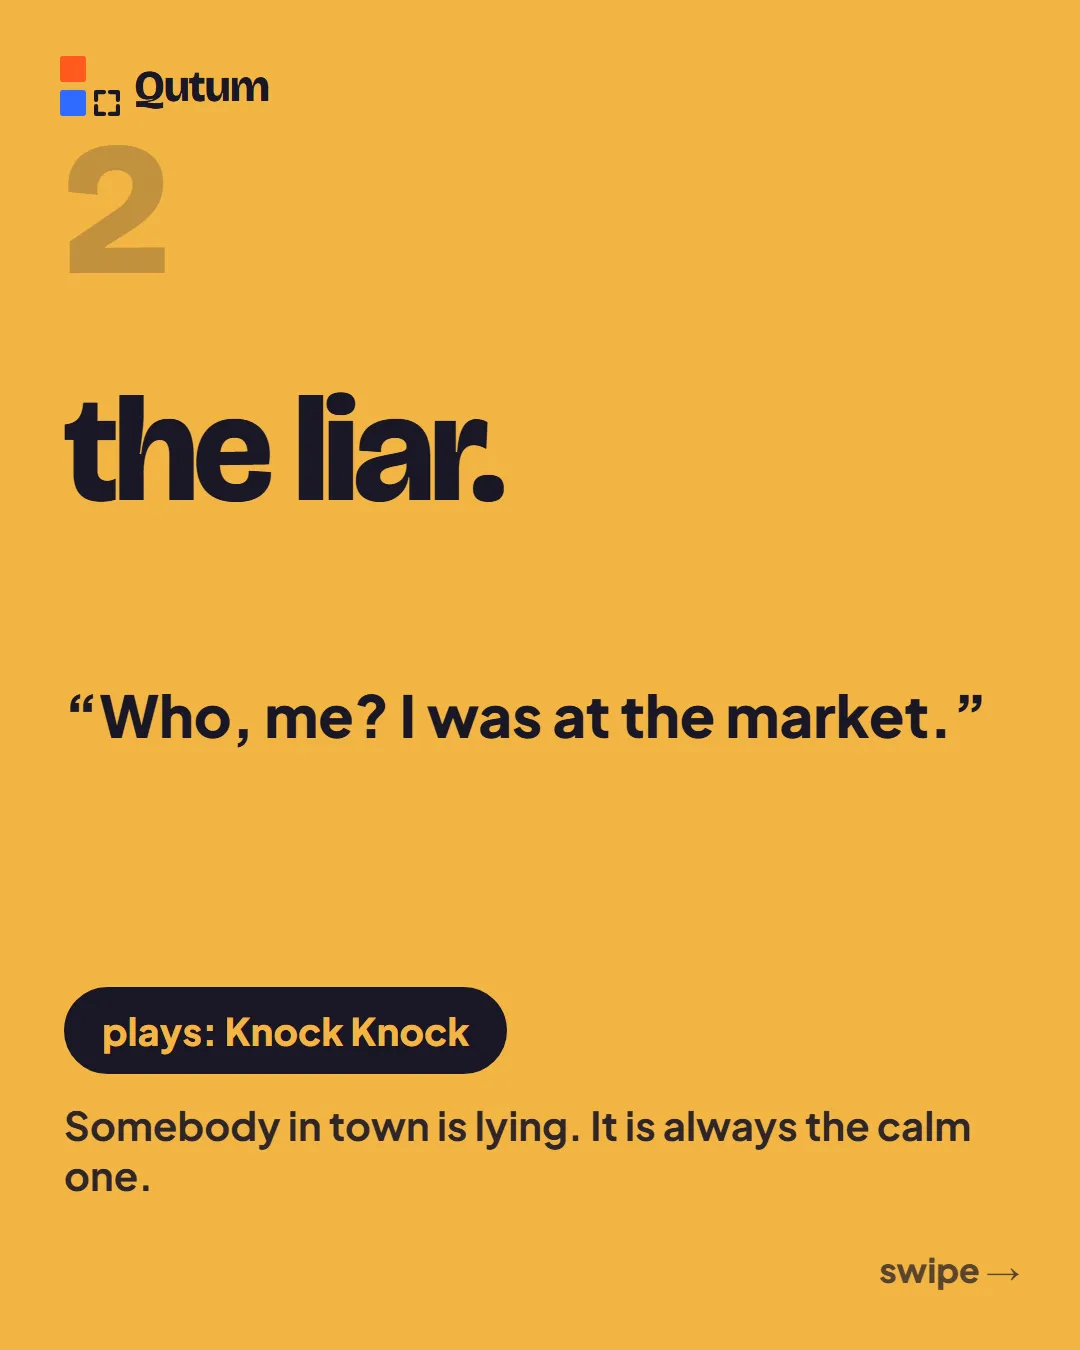 Qutum
2
the liar.
“Who, me? I was at the market.”
plays: Knock Knock
Somebody in town is lying. It is always the calm
one.
swipe →